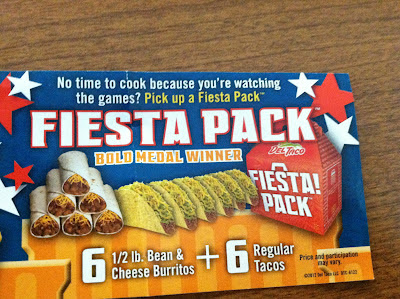 No time to cook because you're watching
the games? Pick up a Fiesta Pack™
FIESTA PACK™
BOLD MEDAL WINNER
DEL TACO
FIESTA!
PACK™
6 1/2 lb. Bean &
Cheese Burritos
+ 6 Regular
Tacos
Price and participation
may vary.